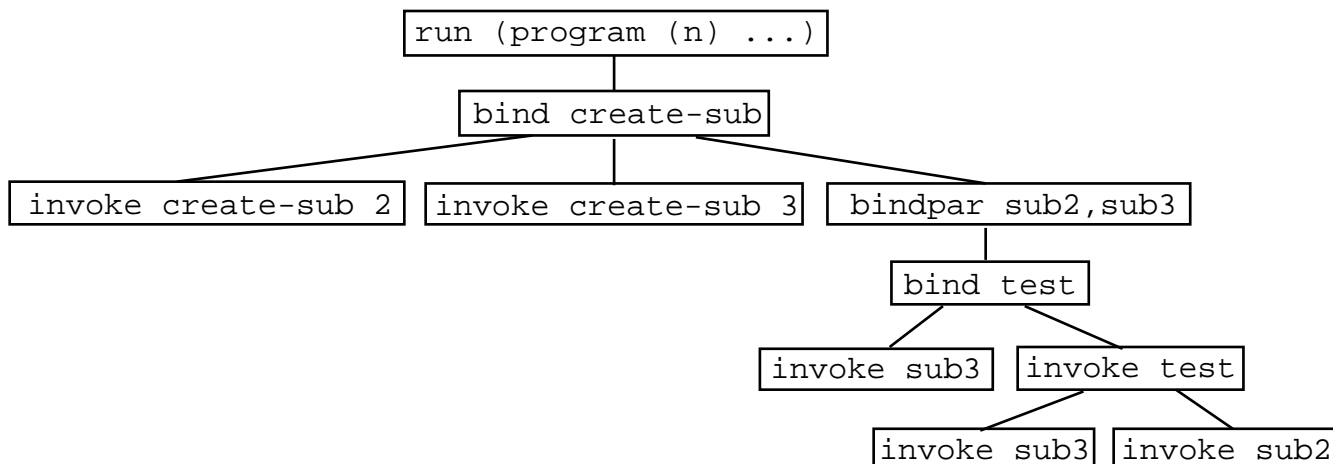 run (program (n) ...)
bind create-sub
invoke create-sub 2
invoke create-sub 3
bindpar sub2,sub3
bind test
invoke sub3
invoke test
invoke sub3
invoke sub2